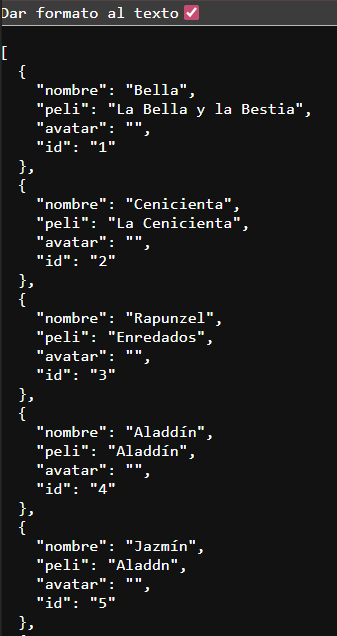 Dar formato al texto
[
  {
    "nombre": "Bella",
    "peli": "La Bella y la Bestia",
    "avatar": "",
    "id": "1"
  },
  {
    "nombre": "Cenicienta",
    "peli": "La Cenicienta",
    "avatar": "",
    "id": "2"
  },
  {
    "nombre": "Rapunzel",
    "peli": "Enredados",
    "avatar": "",
    "id": "3"
  },
  {
    "nombre": "Aladdín",
    "peli": "Aladdín",
    "avatar": "",
    "id": "4"
  },
  {
    "nombre": "Jazmín",
    "peli": "Aladdn",
    "avatar": "",
    "id": "5"
  },